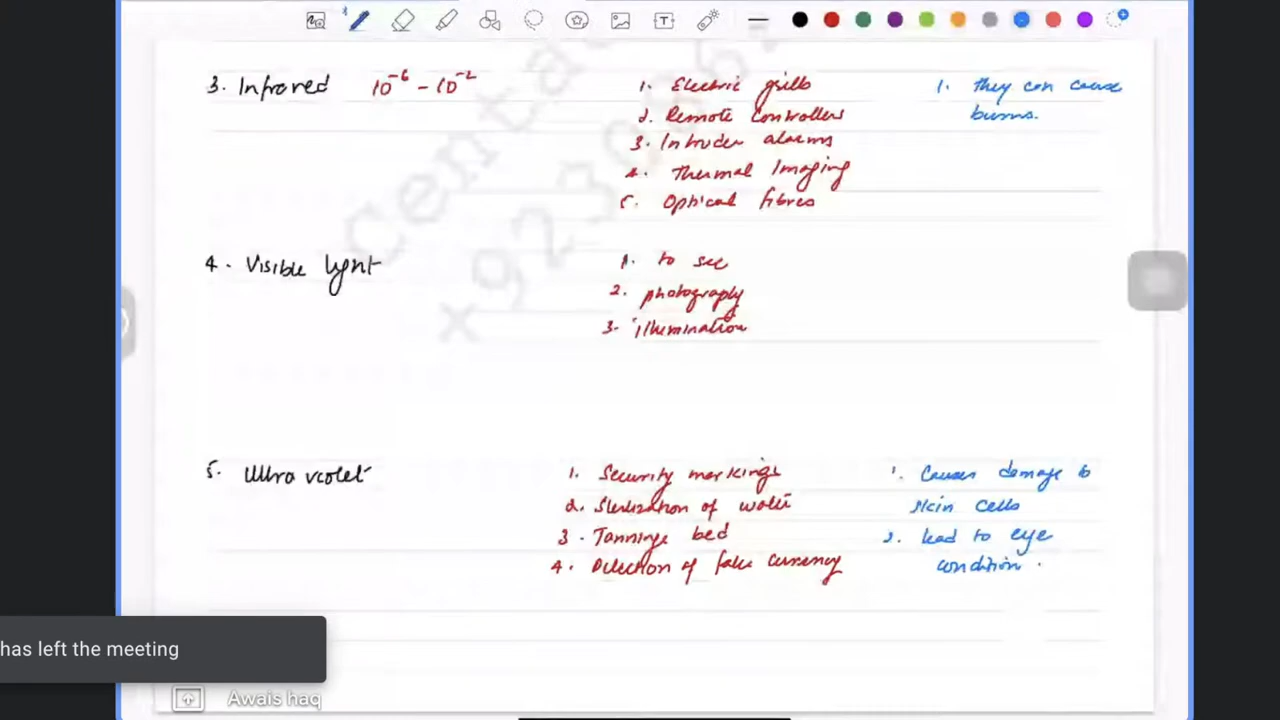 3. Infrared 10⁻⁶ - 10⁻² 1. Electric grills 1. they can cause
2. Remote controllers burns.
3. Intruder alarms
4. Thermal Imaging
5. Optical fibres
4. Visible light 1. to see
2. photography
3. illumination
5. Ultra violet 1. Security markings 1. Causes damage to
2. Sterlization of water skin cells
3. Tanninge bed 2. lead to eye
4. Detection of fake currency condition.
has left the meeting
Awais haq